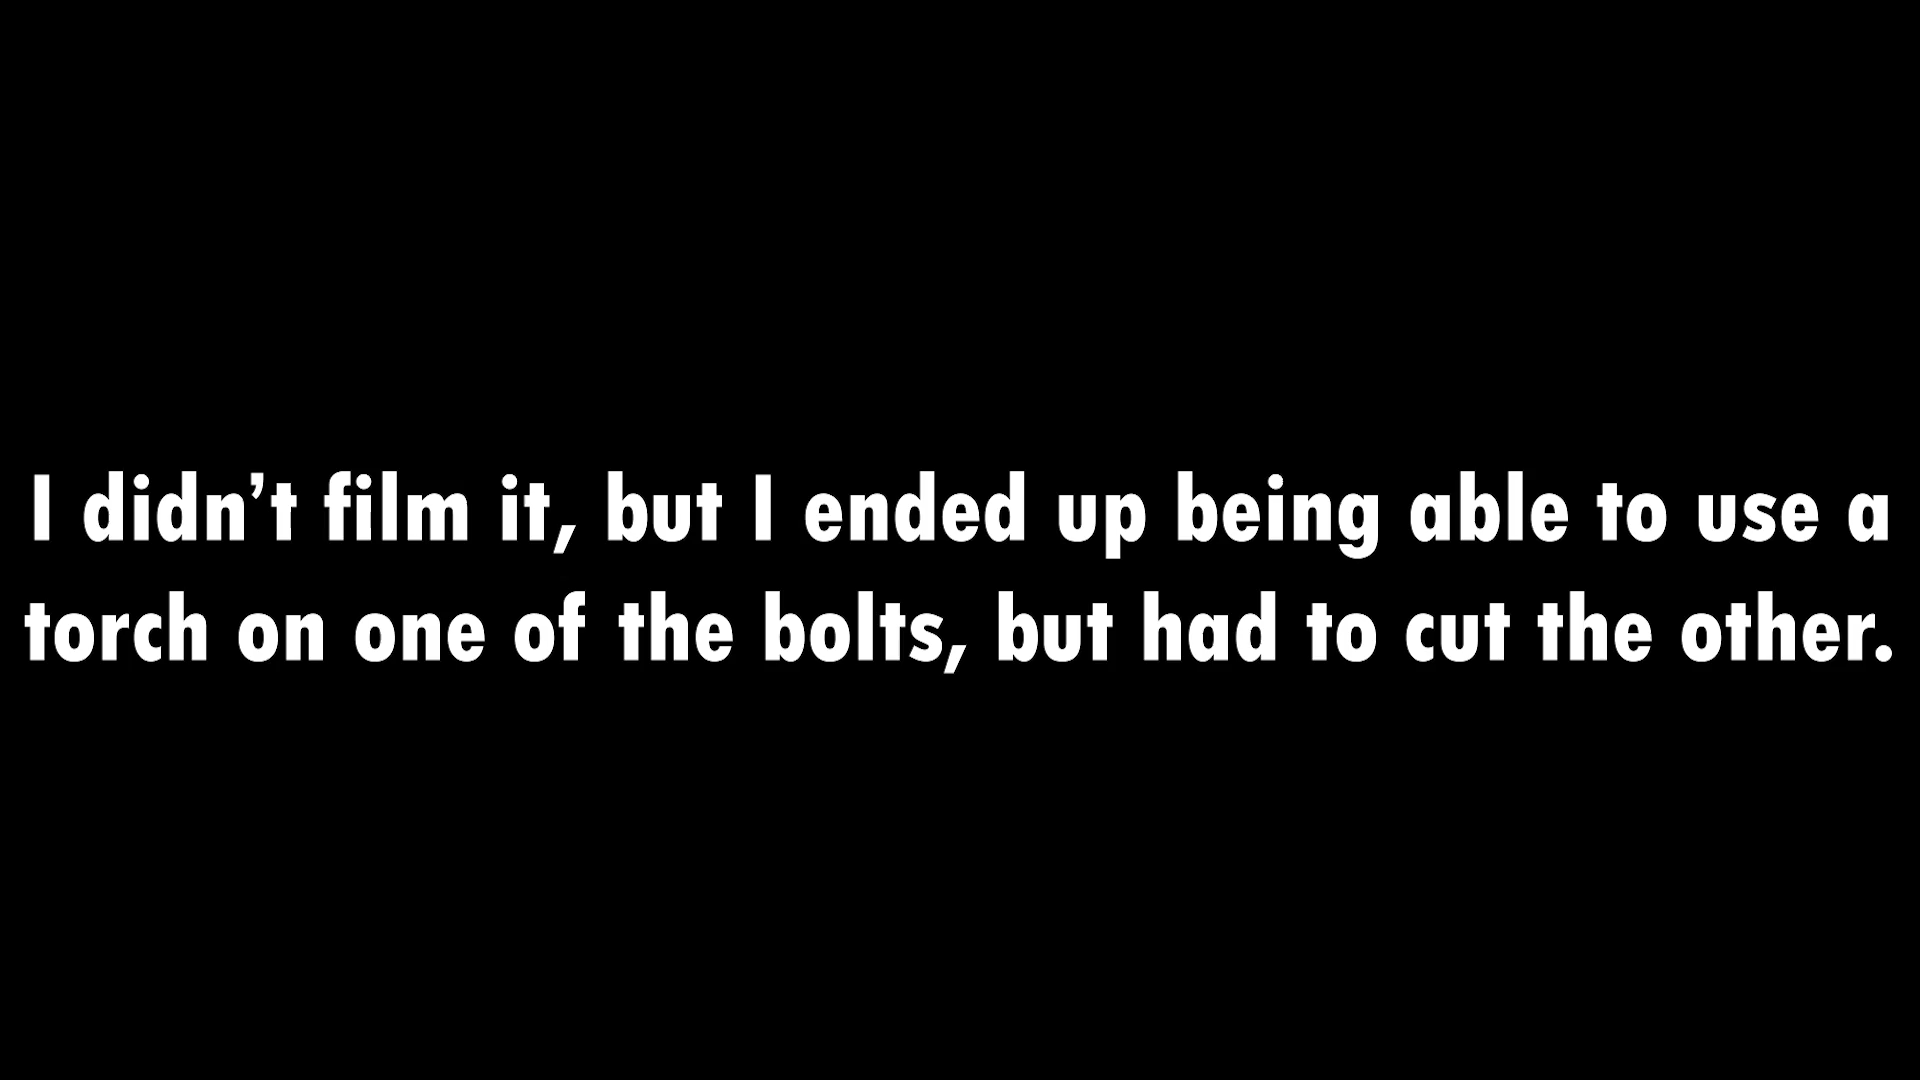 I didn’t film it, but I ended up being able to use a
torch on one of the bolts, but had to cut the other.